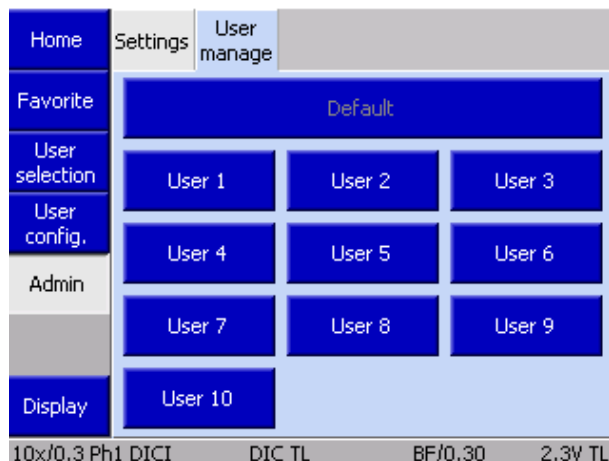 Home
Settings
User
manage
Favorite
Default
User
selection
User 1
User 2
User 3
User
config.
User 4
User 5
User 6
Admin
User 7
User 8
User 9
Display
User 10
10x/0.3 Ph1 DICI DIC TL BF/0.30 2.3V TL